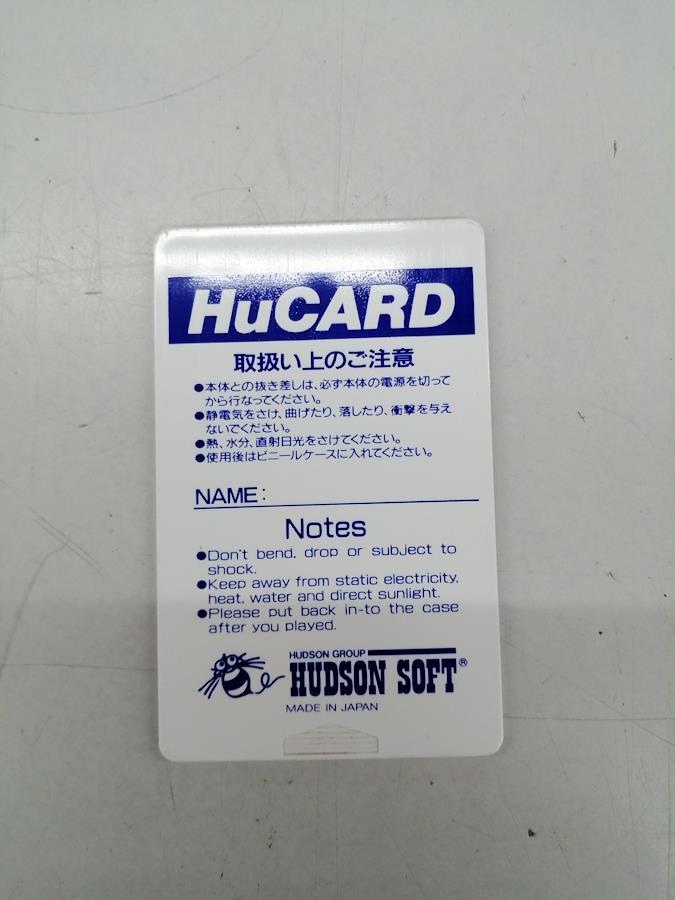 HuCARD
取扱い上のご注意
●本体との抜き差しは、必ず本体の電源を切って
から行なってください。
●静電気をさけ、曲げたり、落したり、衝撃を与え
ないでください。
●熱、水分、直射日光をさけてください。
●使用後はビニールケースに入れてください。
NAME:
Notes
●Don't bend, drop or subject to
shock.
●Keep away from static electricity,
heat, water and direct sunlight.
●Please put back in-to the case
after you played.
HUDSON GROUP
HUDSON SOFT®
MADE IN JAPAN